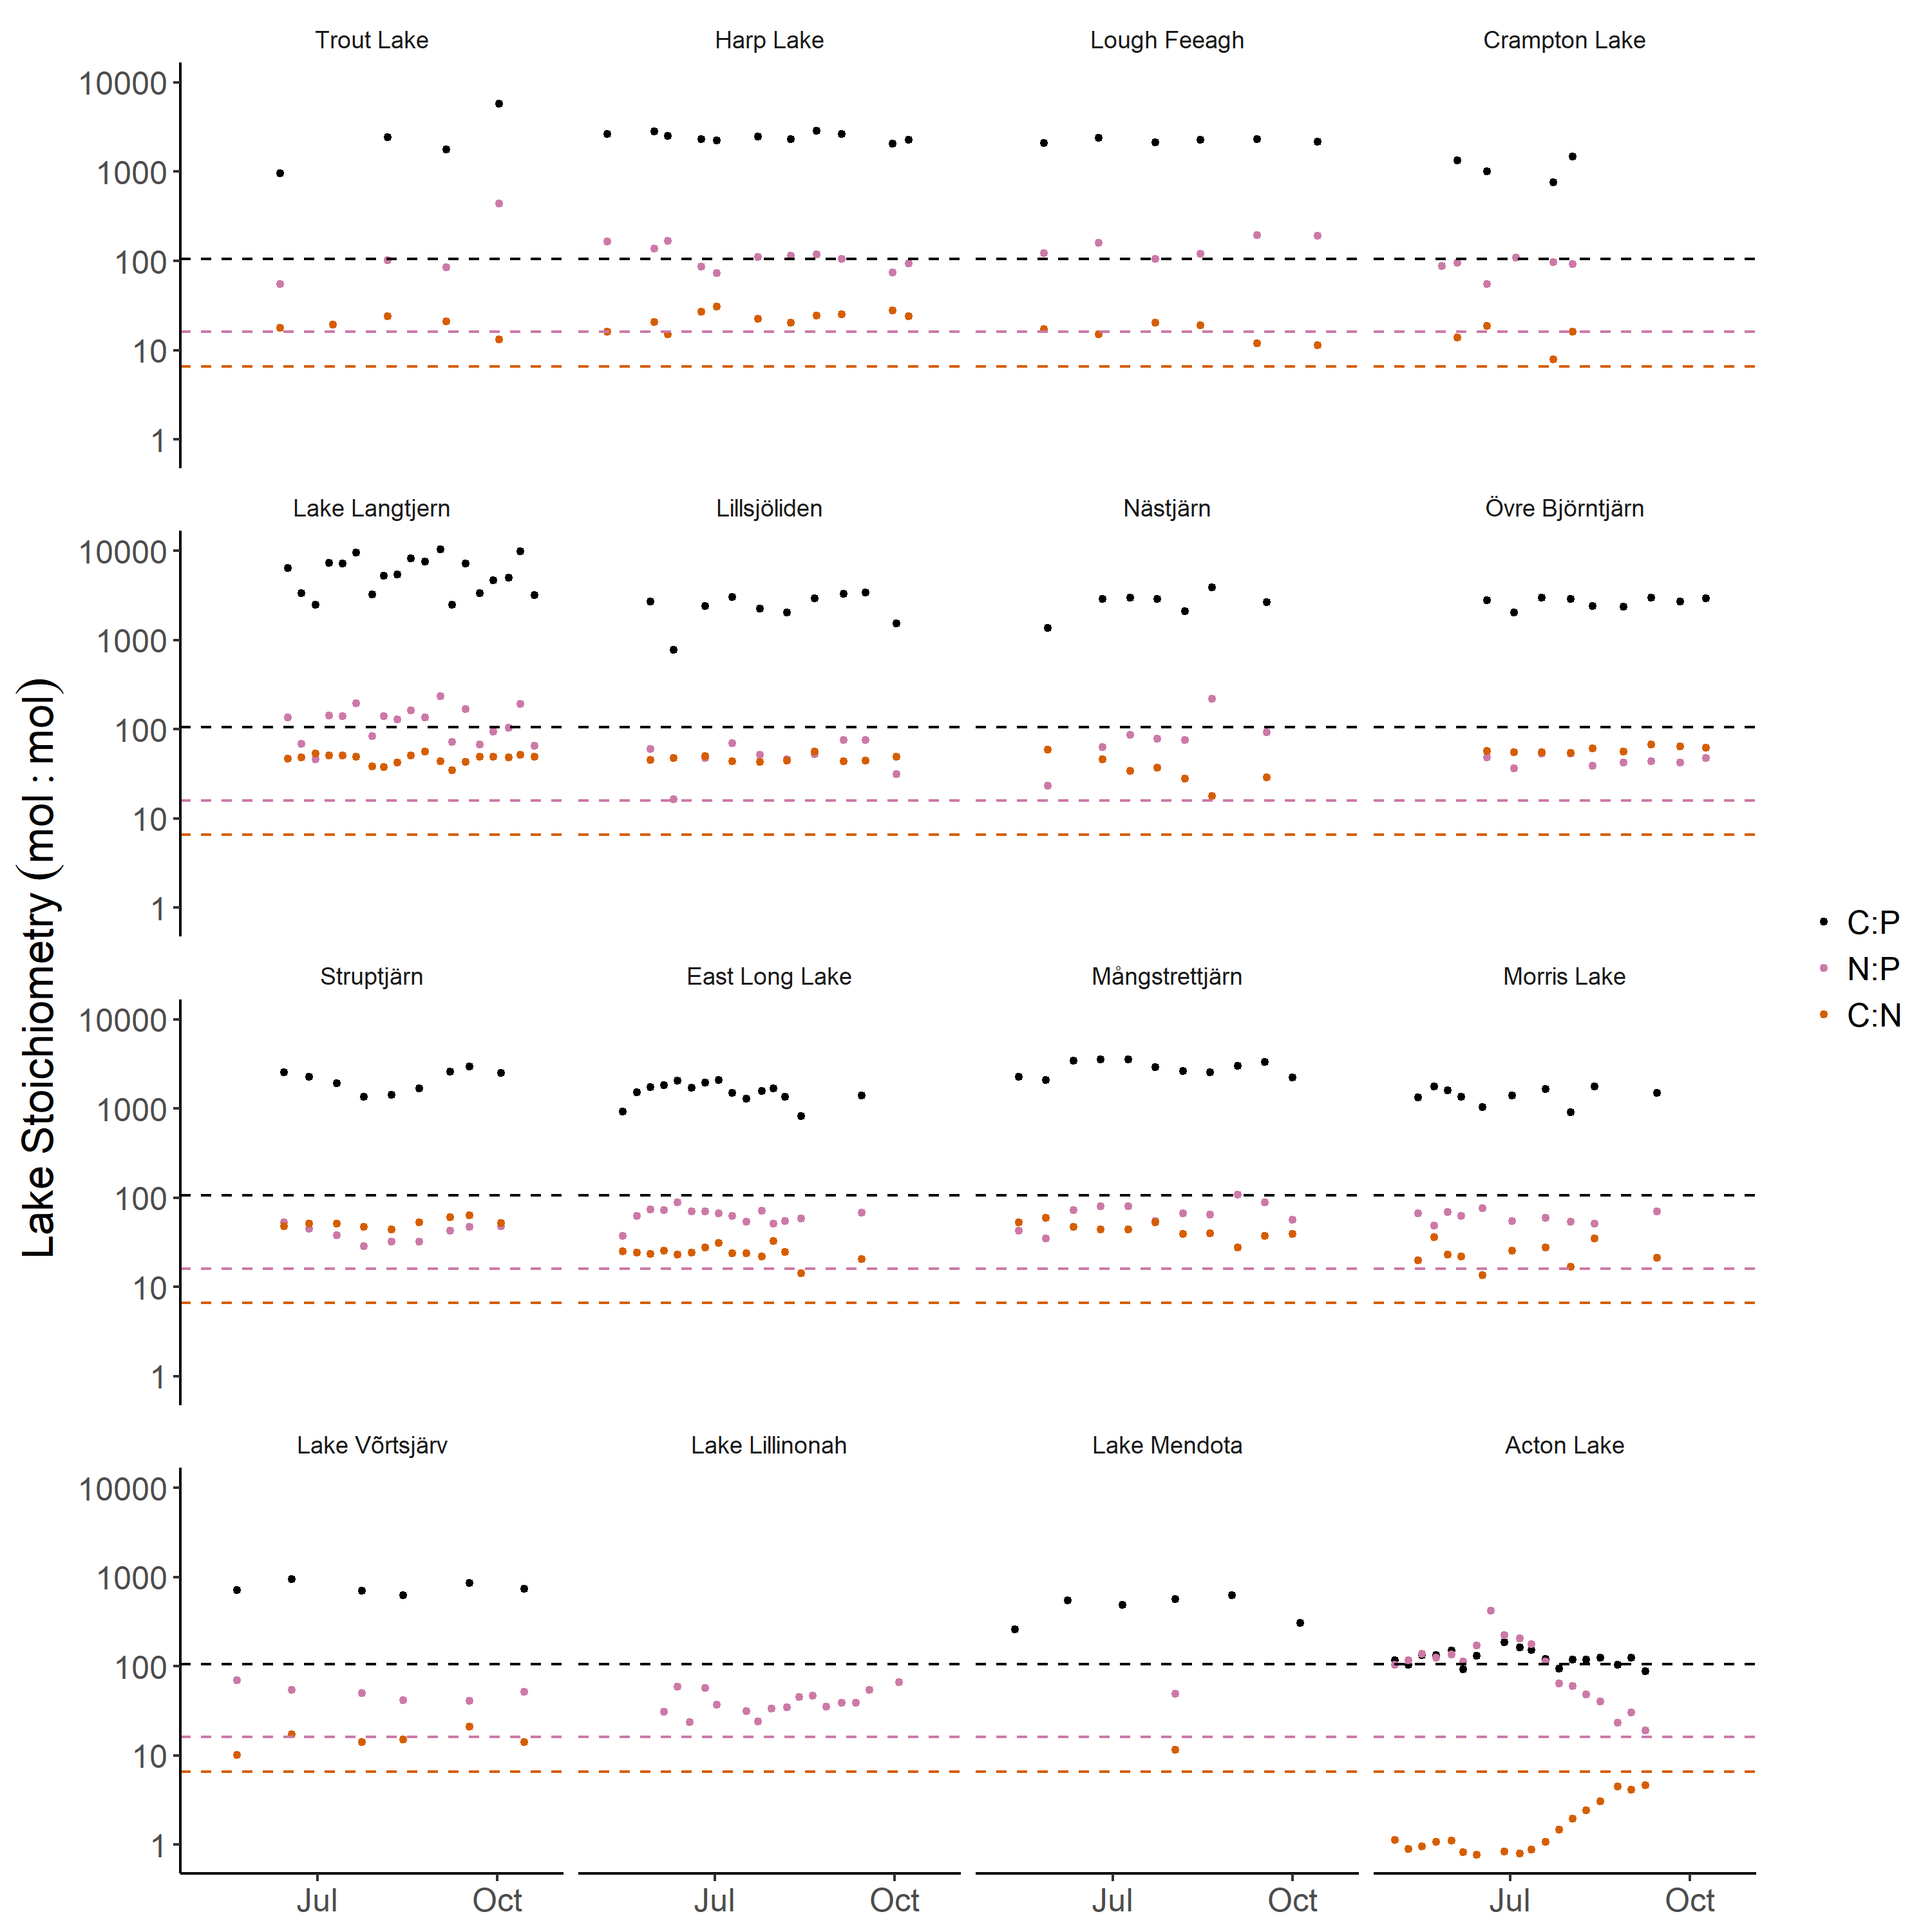 Trout Lake Harp Lake Lough Feeagh Crampton Lake
10000
1000
100
10
1
Lake Langtjern Lillsjöliden Nästjärn Övre Björntjärn
10000
1000
100
10
1
Lake Stoichiometry (mol : mol)
C:P
N:P
C:N
Struptjärn East Long Lake Mångstrettjärn Morris Lake
10000
1000
100
10
1
Lake Võrtsjärv Lake Lillinonah Lake Mendota Acton Lake
10000
1000
100
10
1
Jul Oct Jul Oct Jul Oct Jul Oct